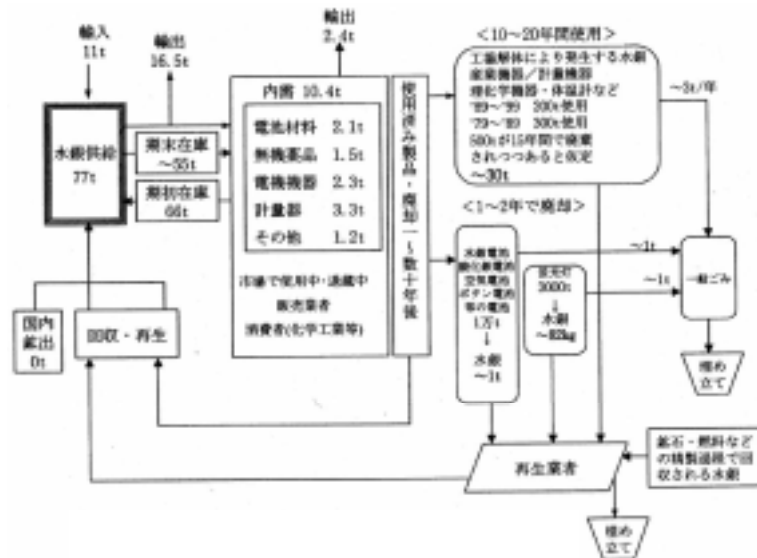 輸入
11t
輸出
16.5t
輸出
2.4t
水銀供給
77t
期末在庫
~55t
期初在庫
66t
国内
鉱出
0t
回収・再生
内需 10.4t
電池材料 2.1t
無機薬品 1.5t
電機機器 2.3t
計量器 3.3t
その他 1.2t
市場で使用中・退蔵中
販売業者
消費者(化学工業等)
使用済み製品・廃却一~数十年後
<10~20年間使用>
工場解体により発生する水銀
産業機器/計量機器
理化学機器・体温計など
'89~'99 200t使用
'79~'89 300t使用
500tが15年間で廃棄
されつつあると仮定
~30t
<1~2年で廃却>
水銀電池
酸化銀電池
空気電池
ボタン電池
等の電池
1万t
↓
水銀
~1t
3000t
↓
水銀
~1t
~1t
一般ごみ
埋め
立て
再生業者
鉱石・燃料など
の精製過程で回
収される水銀
埋め
立て